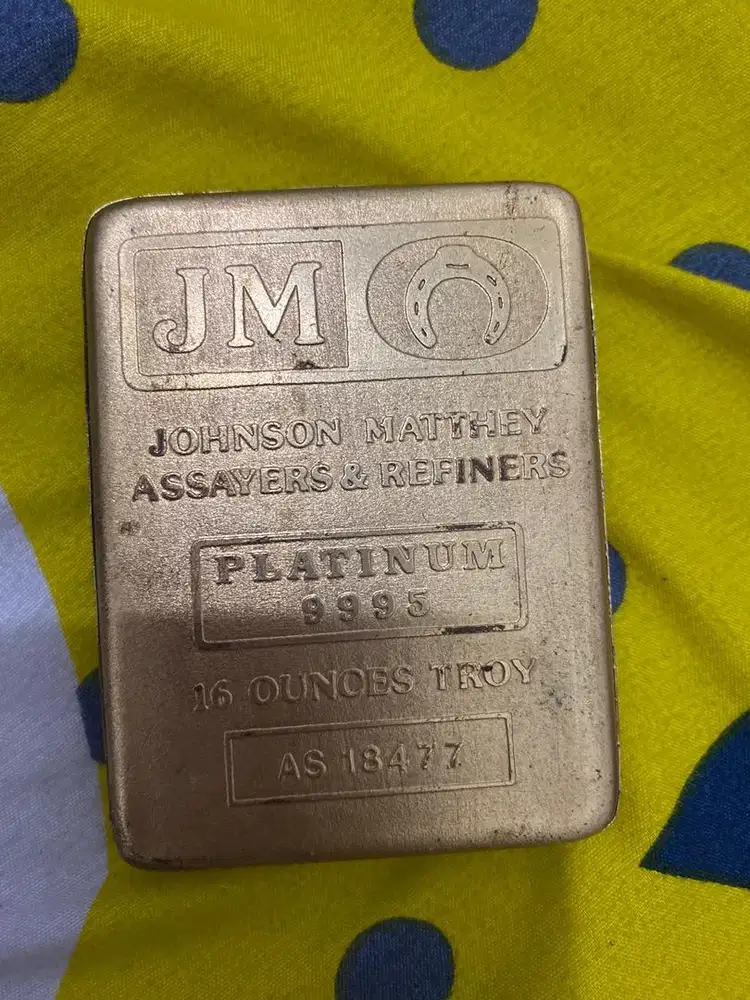 JM
JOHNSON MATTHEY
ASSAYERS & REFINERS
PLATINUM
9995
16 OUNCES TROY
AS 18477